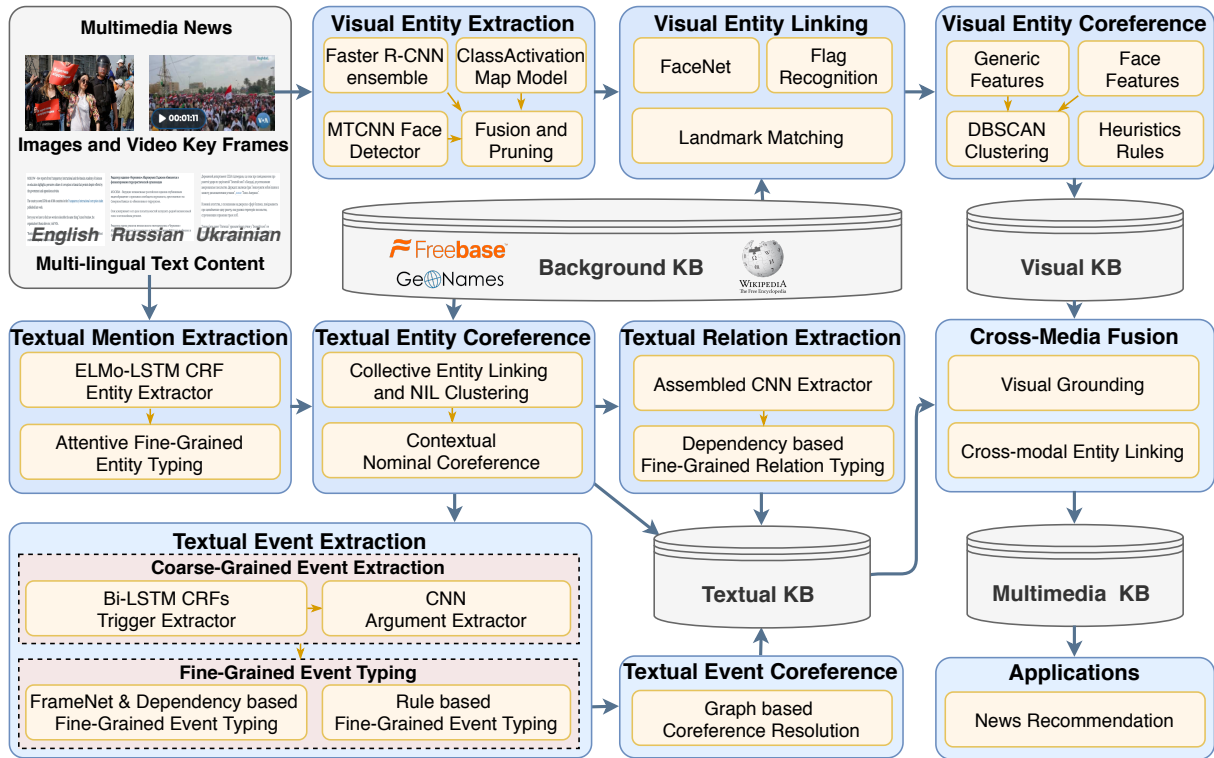 Multimedia News
00:01:11
VOA
Images and Video Key Frames
English
Russian
Ukrainian
Multi-lingual Text Content
Visual Entity Extraction
Faster R-CNN
ensemble
ClassActivation
Map Model
MTCNN Face
Detector
Fusion and
Pruning
Visual Entity Linking
FaceNet
Flag
Recognition
Landmark Matching
Visual Entity Coreference
Generic
Features
Face
Features
DBSCAN
Clustering
Heuristics
Rules
Freebase™
GeoNames
Background KB
WIKIPEDIA
The Free Encyclopedia
Visual KB
Textual Mention Extraction
ELMo-LSTM CRF
Entity Extractor
Attentive Fine-Grained
Entity Typing
Textual Entity Coreference
Collective Entity Linking
and NIL Clustering
Contextual
Nominal Coreference
Textual Relation Extraction
Assembled CNN Extractor
Dependency based
Fine-Grained Relation Typing
Cross-Media Fusion
Visual Grounding
Cross-modal Entity Linking
Textual Event Extraction
Coarse-Grained Event Extraction
Bi-LSTM CRFs
Trigger Extractor
CNN
Argument Extractor
Fine-Grained Event Typing
FrameNet & Dependency based
Fine-Grained Event Typing
Rule based
Fine-Grained Event Typing
Textual KB
Multimedia KB
Textual Event Coreference
Graph based
Coreference Resolution
Applications
News Recommendation